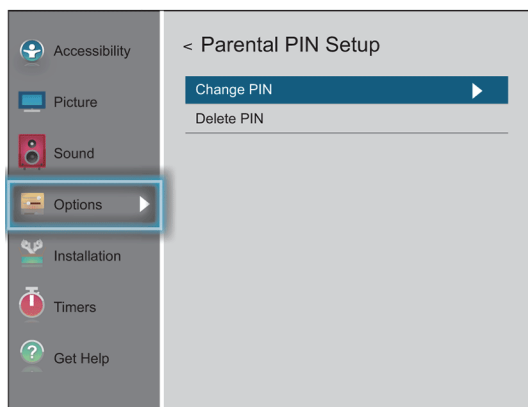 Accessibility
Picture
Sound
Options
Installation
Timers
Get Help
< Parental PIN Setup
Change PIN
Delete PIN